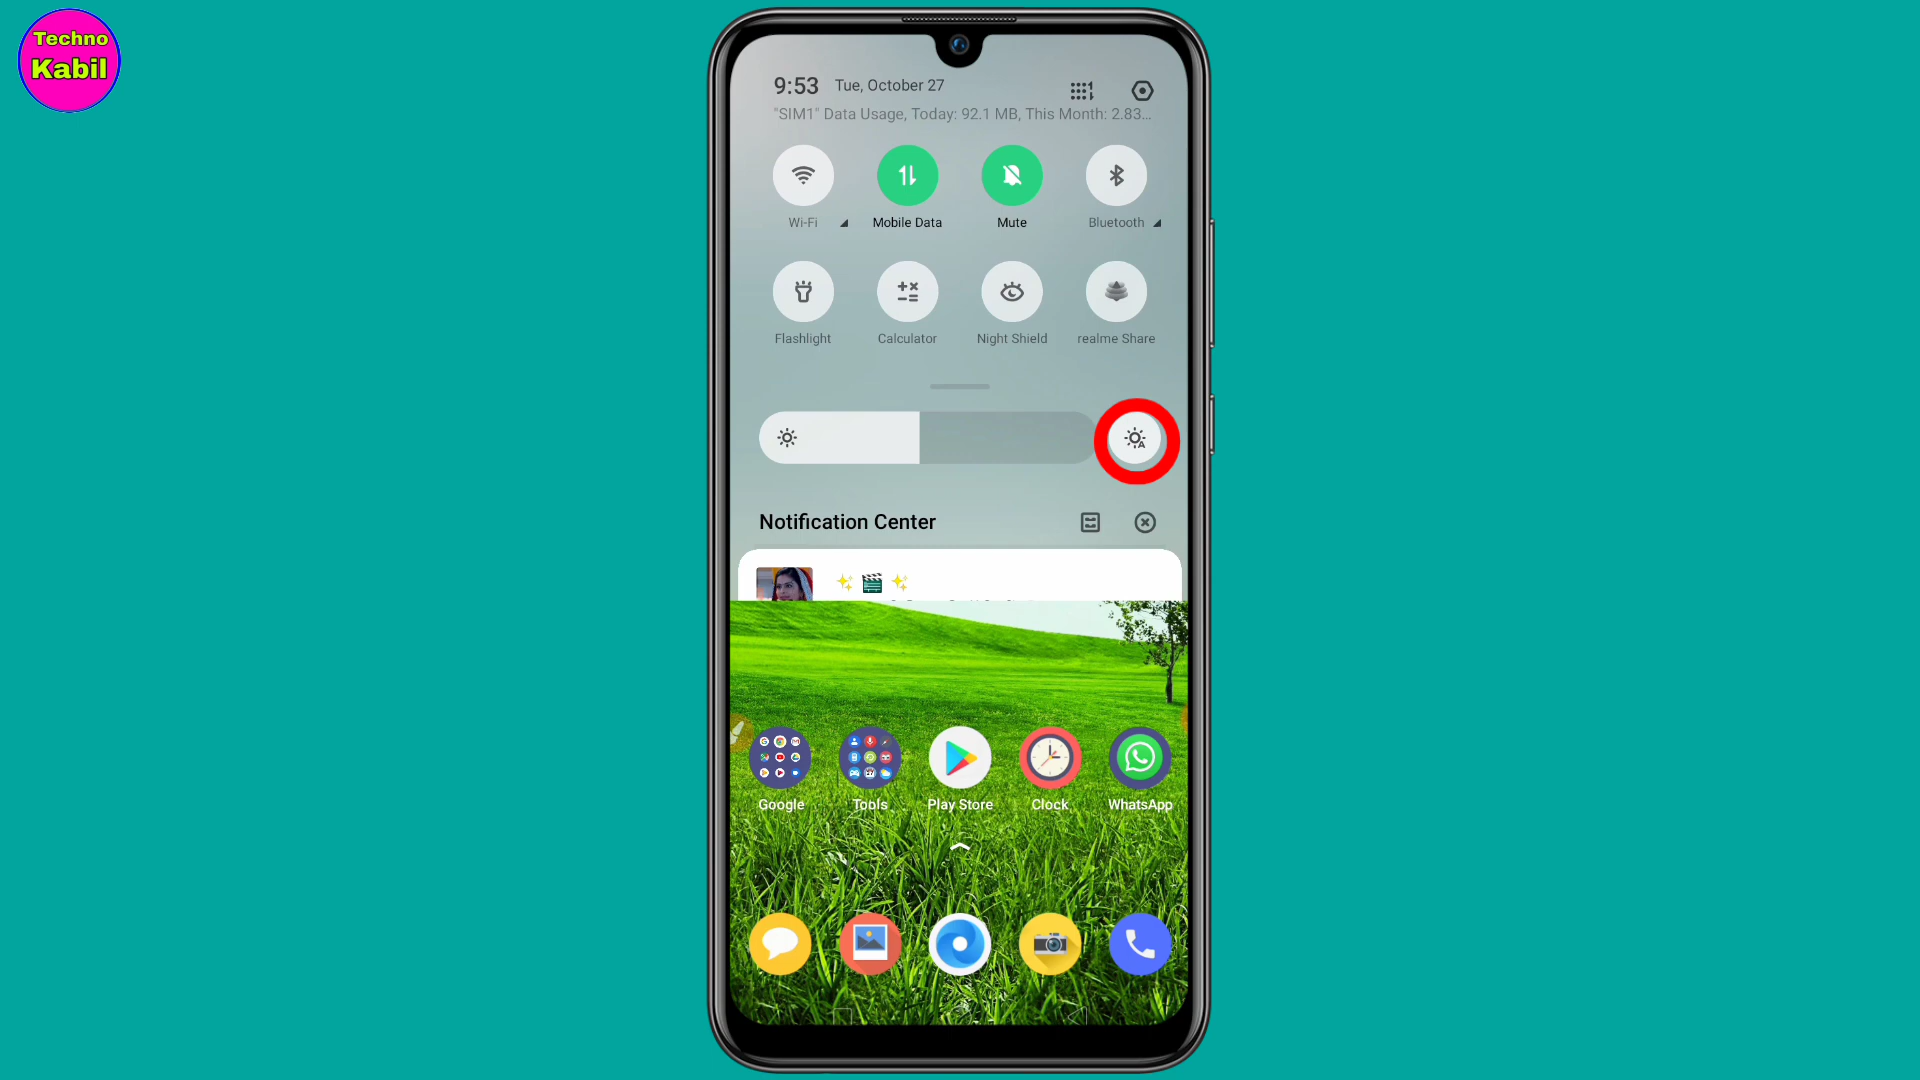 Techno
Kabil
9:53 Tue, October 27
"SIM1" Data Usage, Today: 92.1 MB, This Month: 2.83...
Wi-Fi Mobile Data Mute Bluetooth
Flashlight Calculator Night Shield realme Share
Notification Center
Google Tools Play Store Clock WhatsApp